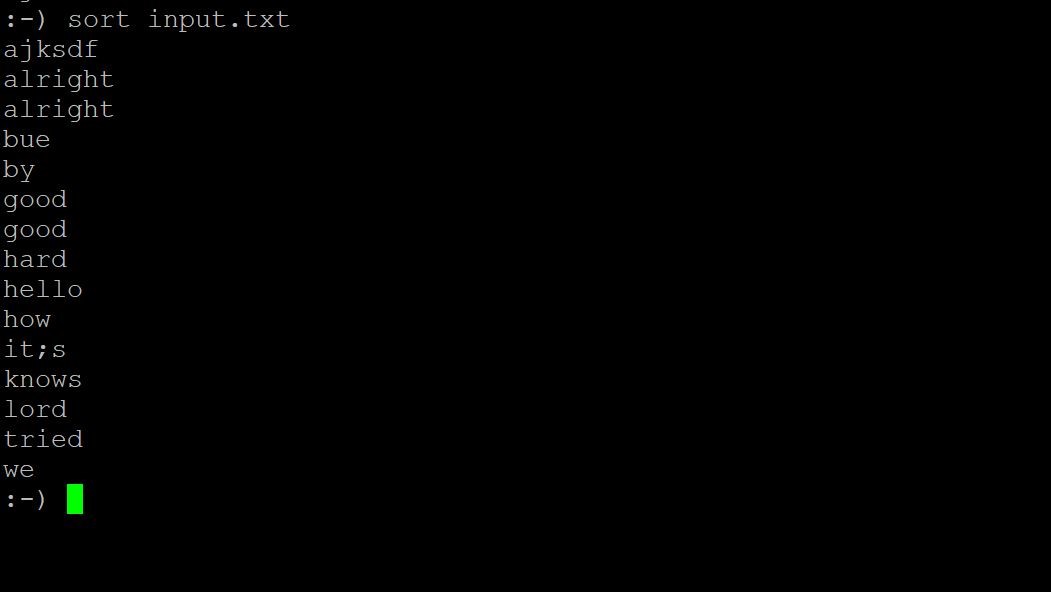 :-) sort input.txt
ajksdf
alright
alright
bue
by
good
good
hard
hello
how
it;s
knows
lord
tried
we
:-)